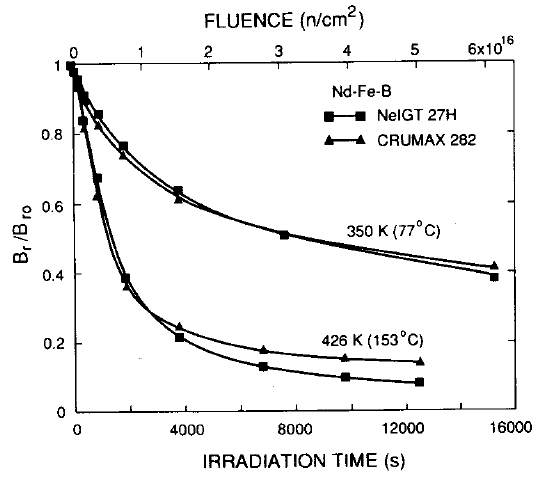 FLUENCE (n/cm²)
0 1 2 3 4 5 6x10¹⁶
Nd-Fe-B
NeIGT 27H
CRUMAX 282
350 K (77°C)
426 K (153°C)
Br/Bro
1
0.8
0.6
0.4
0.2
0
0 4000 8000 12000 16000
IRRADIATION TIME (s)